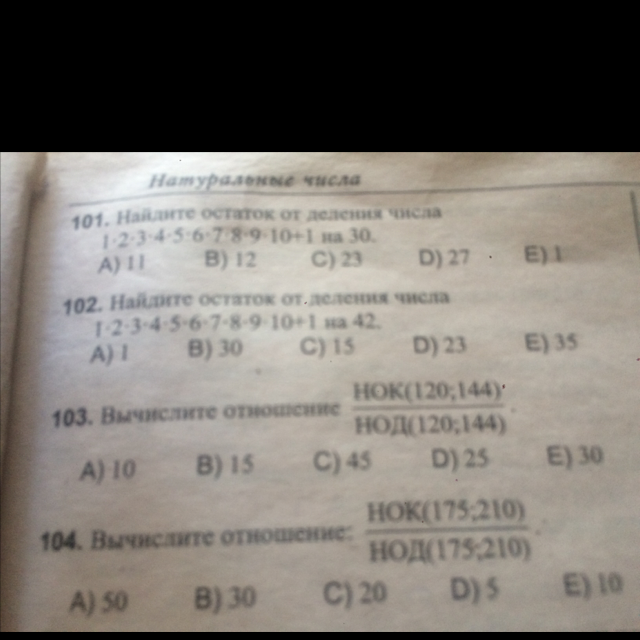 Натуральные числа
101. Найдите остаток от деления числа
1·2·3·4·5·6·7·8·9·10+1 на 30.
A) 11 B) 12 C) 23 D) 27 E) 1
102. Найдите остаток от деления числа
1·2·3·4·5·6·7·8·9·10+1 на 42.
A) 1 B) 30 C) 15 D) 23 E) 35
103. Вычислите отношение НОК(120;144)
НОД(120;144).
A) 10 B) 15 C) 45 D) 25 E) 30
104. Вычислите отношение: НОК(175;210)
НОД(175;210).
A) 50 B) 30 C) 20 D) 5 E) 10